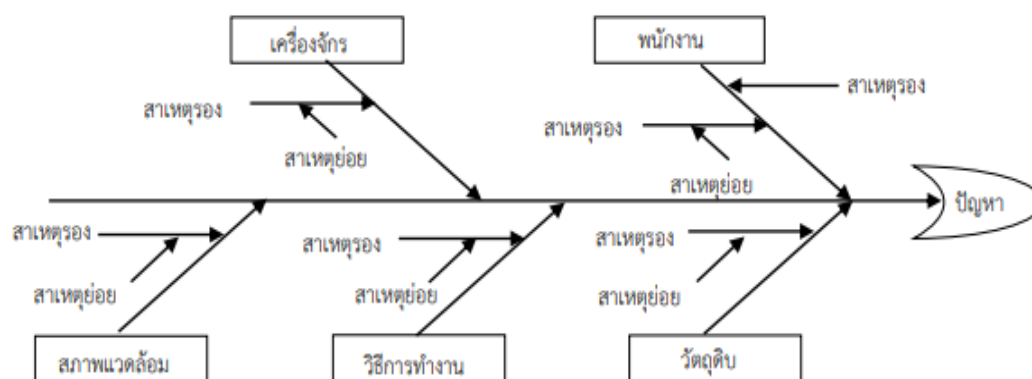 เครื่องจักร
พนักงาน
สาเหตุรอง
สาเหตุรอง
สาเหตุรอง
สาเหตุย่อย
สาเหตุย่อย
ปัญหา
สาเหตุรอง
สาเหตุรอง
สาเหตุรอง
สาเหตุย่อย
สาเหตุย่อย
สาเหตุย่อย
สภาพแวดล้อม
วิธีการทำงาน
วัตถุดิบ